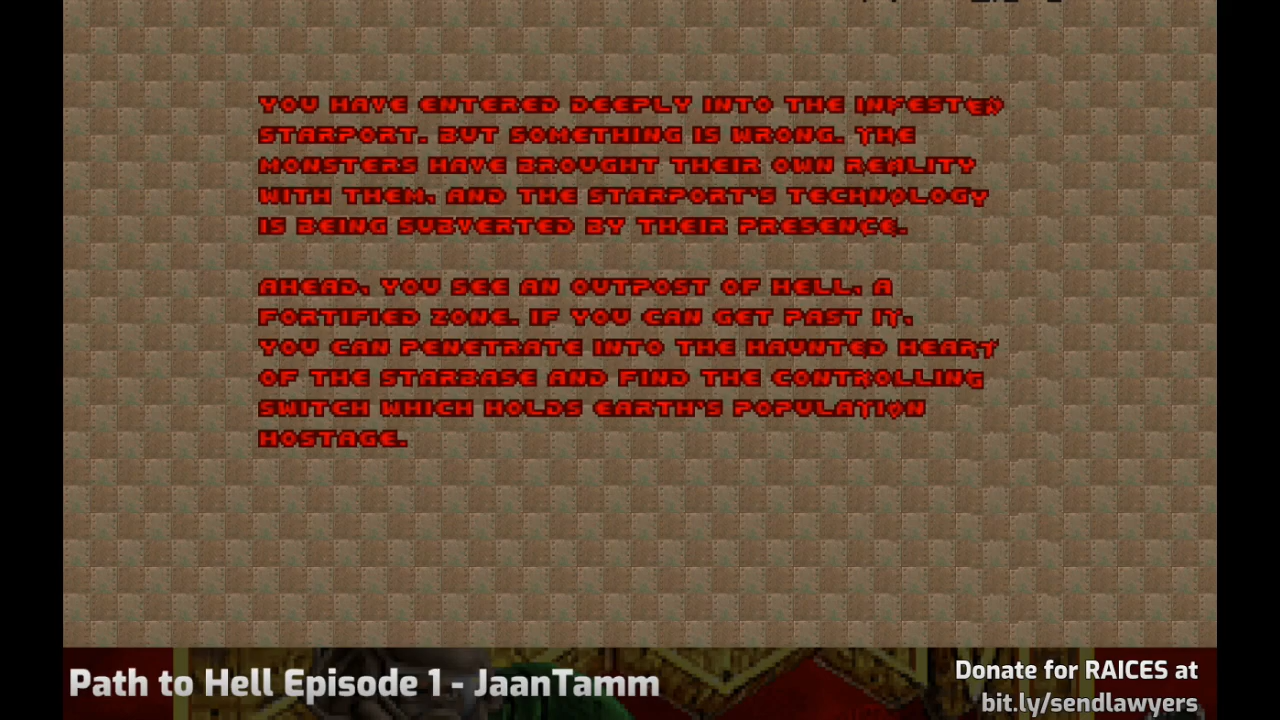 YOU HAVE ENTERED DEEPLY INTO THE INFESTED
STARPORT. BUT SOMETHING IS WRONG. THE
MONSTERS HAVE BROUGHT THEIR OWN REALITY
WITH THEM, AND THE STARPORT'S TECHNOLOGY
IS BEING SUBVERTED BY THEIR PRESENCE.
AHEAD, YOU SEE AN OUTPOST OF HELL, A
FORTIFIED ZONE. IF YOU CAN GET PAST IT,
YOU CAN PENETRATE INTO THE HAUNTED HEART
OF THE STARBASE AND FIND THE CONTROLLING
SWITCH WHICH HOLDS EARTH'S POPULATION
HOSTAGE.
Path to Hell Episode 1 - JaanTamm
Donate for RAICES at
bit.ly/sendlawyers